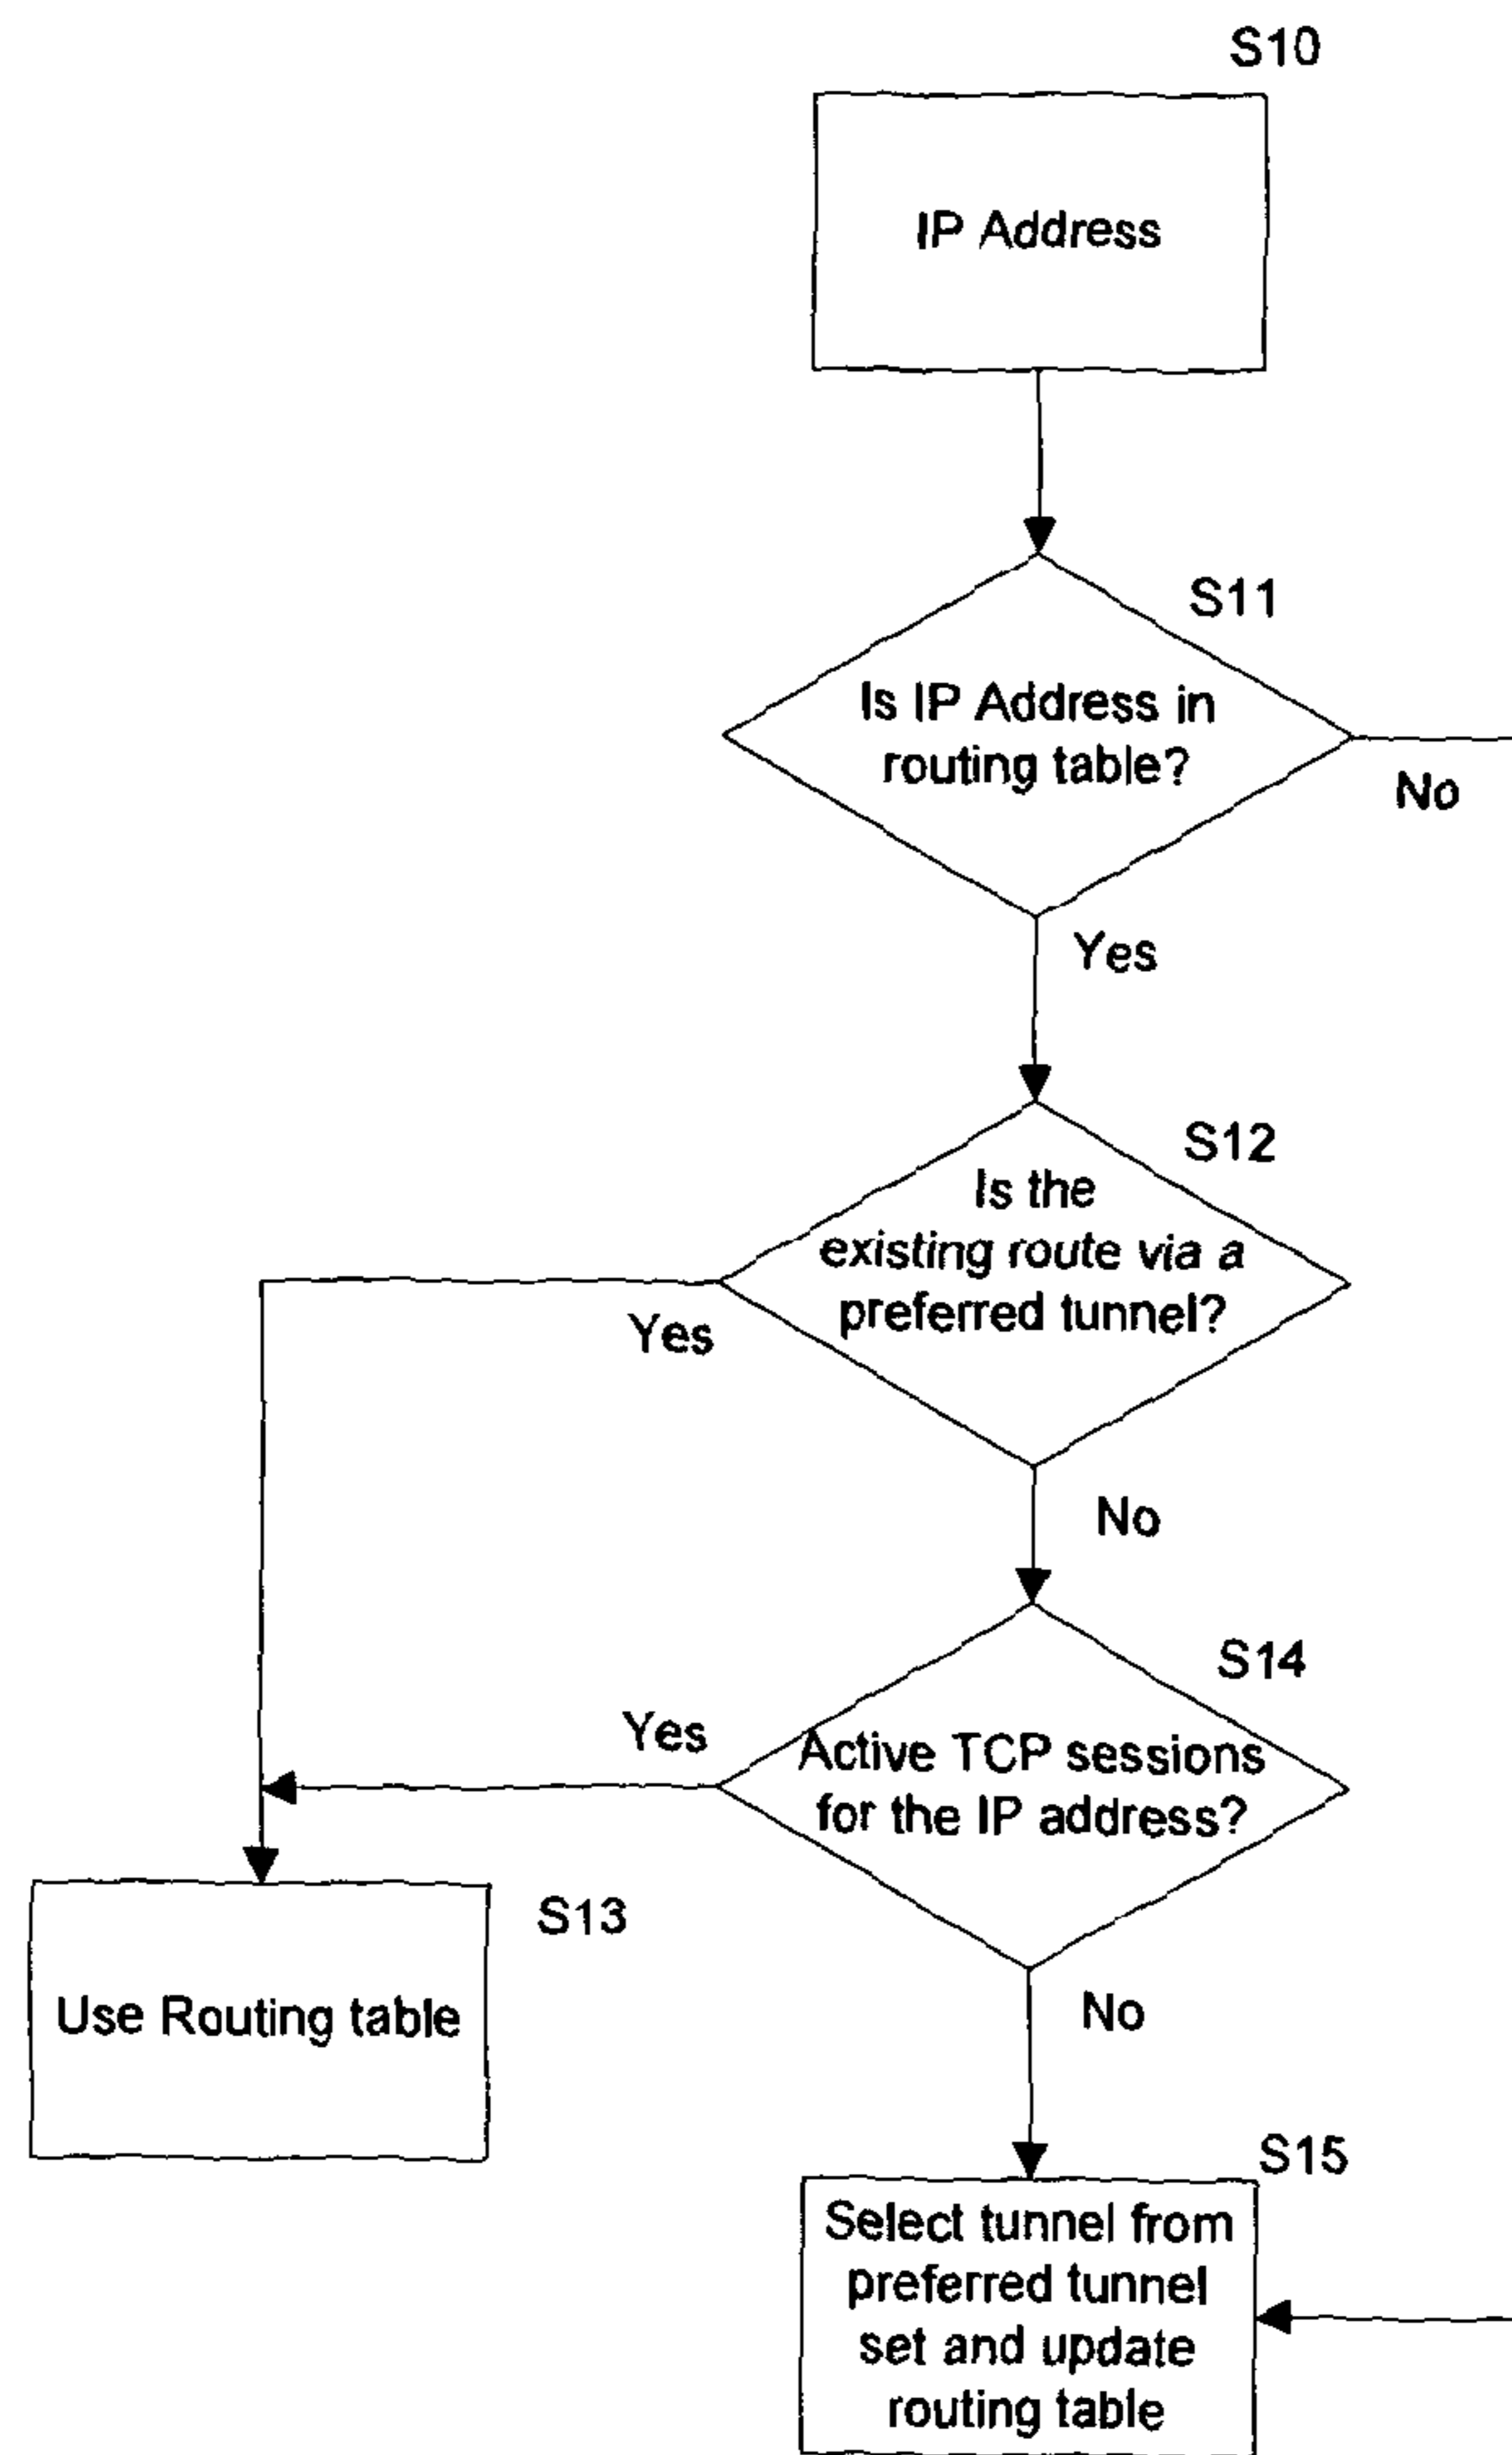 S10
IP Address
S11
Is IP Address in
routing table?
No
Yes
S12
Is the
existing route via a
preferred tunnel?
Yes
No
S14
Yes
Active TCP sessions
for the IP address?
S13
Use Routing table
No
S15
Select tunnel from
preferred tunnel
set and update
routing table